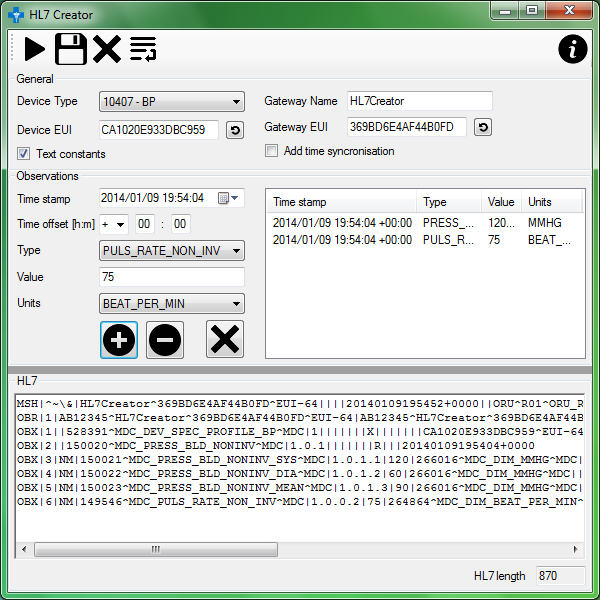 HL7 Creator
General
Device Type 10407 - BP Gateway Name HL7Creator
Device EUI CA1020E933DBC959 Gateway EUI 369BD6E4AF44B0FD
Text constants Add time syncronisation
Observations
Time stamp 2014/01/09 19:54:04
Time offset [h:m] + 00 : 00
Type PULS_RATE_NON_INV
Value 75
Units BEAT_PER_MIN
Time stamp Type Value Units
2014/01/09 19:54:04 +00:00 PRESS_... 120... MMHG
2014/01/09 19:54:04 +00:00 PULS_R... 75 BEAT_...
HL7
MSH|^~\&|HL7Creator^369BD6E4AF44B0FD^EUI-64||||20140109195452+0000||ORU^R01^ORU_R
OBR|1|AB12345^HL7Creator^369BD6E4AF44B0FD^EUI-64|AB12345^HL7Creator^369BD6E4AF44B
OBX|1||528391^MDC_DEV_SPEC_PROFILE_BP^MDC|1|||||||X|||||||CA1020E933DBC959^EUI-64
OBX|2||150020^MDC_PRESS_BLD_NONINV^MDC|1.0.1|||||||R|||20140109195404+0000
OBX|3|NM|150021^MDC_PRESS_BLD_NONINV_SYS^MDC|1.0.1.1|120|266016^MDC_DIM_MMHG^MDC|
OBX|4|NM|150022^MDC_PRESS_BLD_NONINV_DIA^MDC|1.0.1.2|60|266016^MDC_DIM_MMHG^MDC||
OBX|5|NM|150023^MDC_PRESS_BLD_NONINV_MEAN^MDC|1.0.1.3|90|266016^MDC_DIM_MMHG^MDC|
OBX|6|NM|149546^MDC_PULS_RATE_NON_INV^MDC|1.0.0.2|75|264864^MDC_DIM_BEAT_PER_MIN^
HL7 length 870